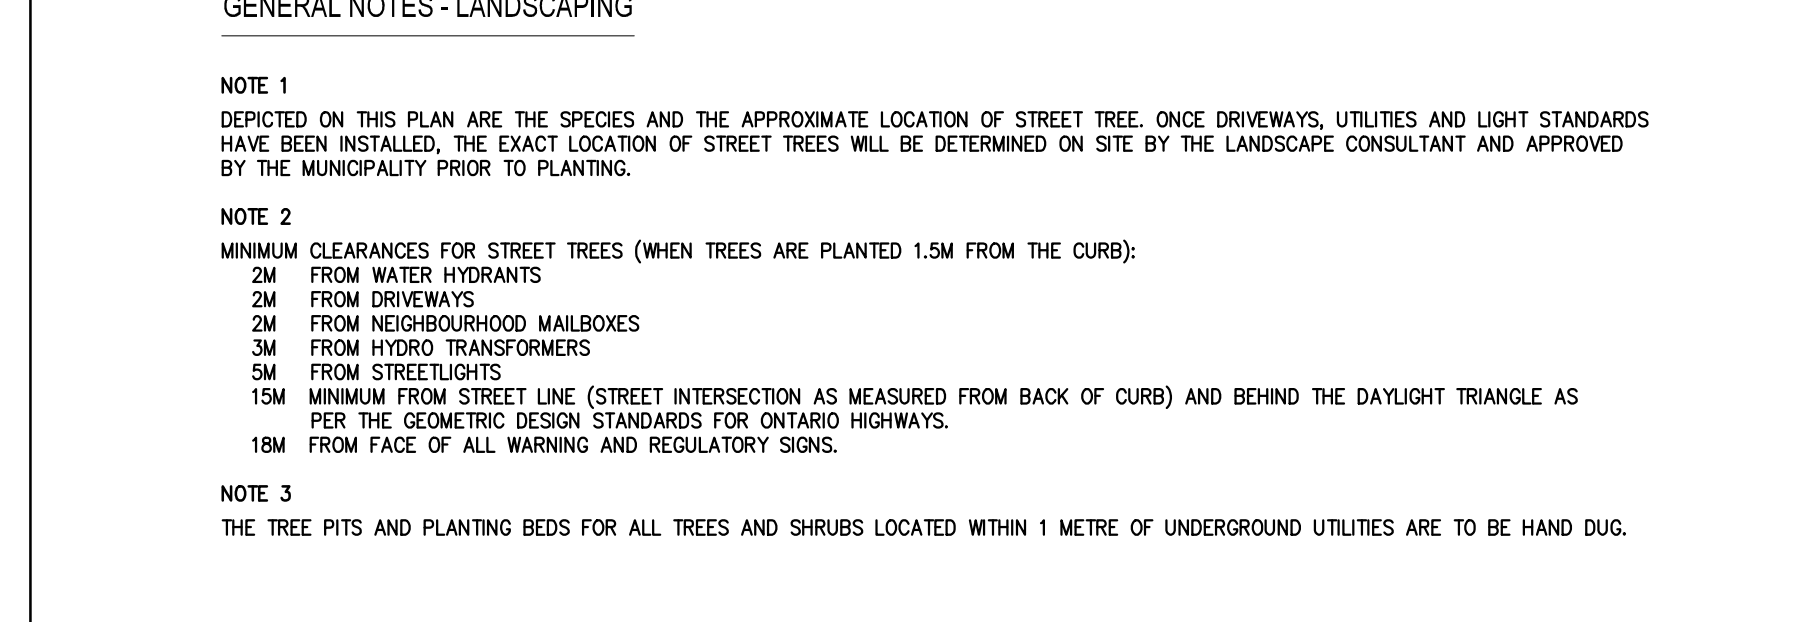 GENERAL NOTES - LANDSCAPING
NOTE 1
DEPICTED ON THIS PLAN ARE THE SPECIES AND THE APPROXIMATE LOCATION OF STREET TREE. ONCE DRIVEWAYS, UTILITIES AND LIGHT STANDARDS
HAVE BEEN INSTALLED, THE EXACT LOCATION OF STREET TREES WILL BE DETERMINED ON SITE BY THE LANDSCAPE CONSULTANT AND APPROVED
BY THE MUNICIPALITY PRIOR TO PLANTING.
NOTE 2
MINIMUM CLEARANCES FOR STREET TREES (WHEN TREES ARE PLANTED 1.5M FROM THE CURB):
2M FROM WATER HYDRANTS
2M FROM DRIVEWAYS
2M FROM NEIGHBOURHOOD MAILBOXES
3M FROM HYDRO TRANSFORMERS
5M FROM STREETLIGHTS
15M MINIMUM FROM STREET LINE (STREET INTERSECTION AS MEASURED FROM BACK OF CURB) AND BEHIND THE DAYLIGHT TRIANGLE AS
PER THE GEOMETRIC DESIGN STANDARDS FOR ONTARIO HIGHWAYS.
18M FROM FACE OF ALL WARNING AND REGULATORY SIGNS.
NOTE 3
THE TREE PITS AND PLANTING BEDS FOR ALL TREES AND SHRUBS LOCATED WITHIN 1 METRE OF UNDERGROUND UTILITIES ARE TO BE HAND DUG.